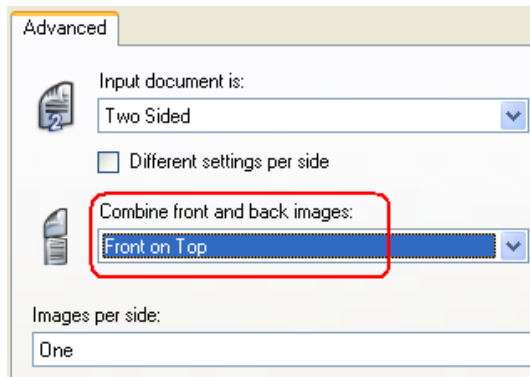 Advanced
Input document is:
2
Two Sided
Different settings per side
Combine front and back images:
Front on Top
Images per side:
One